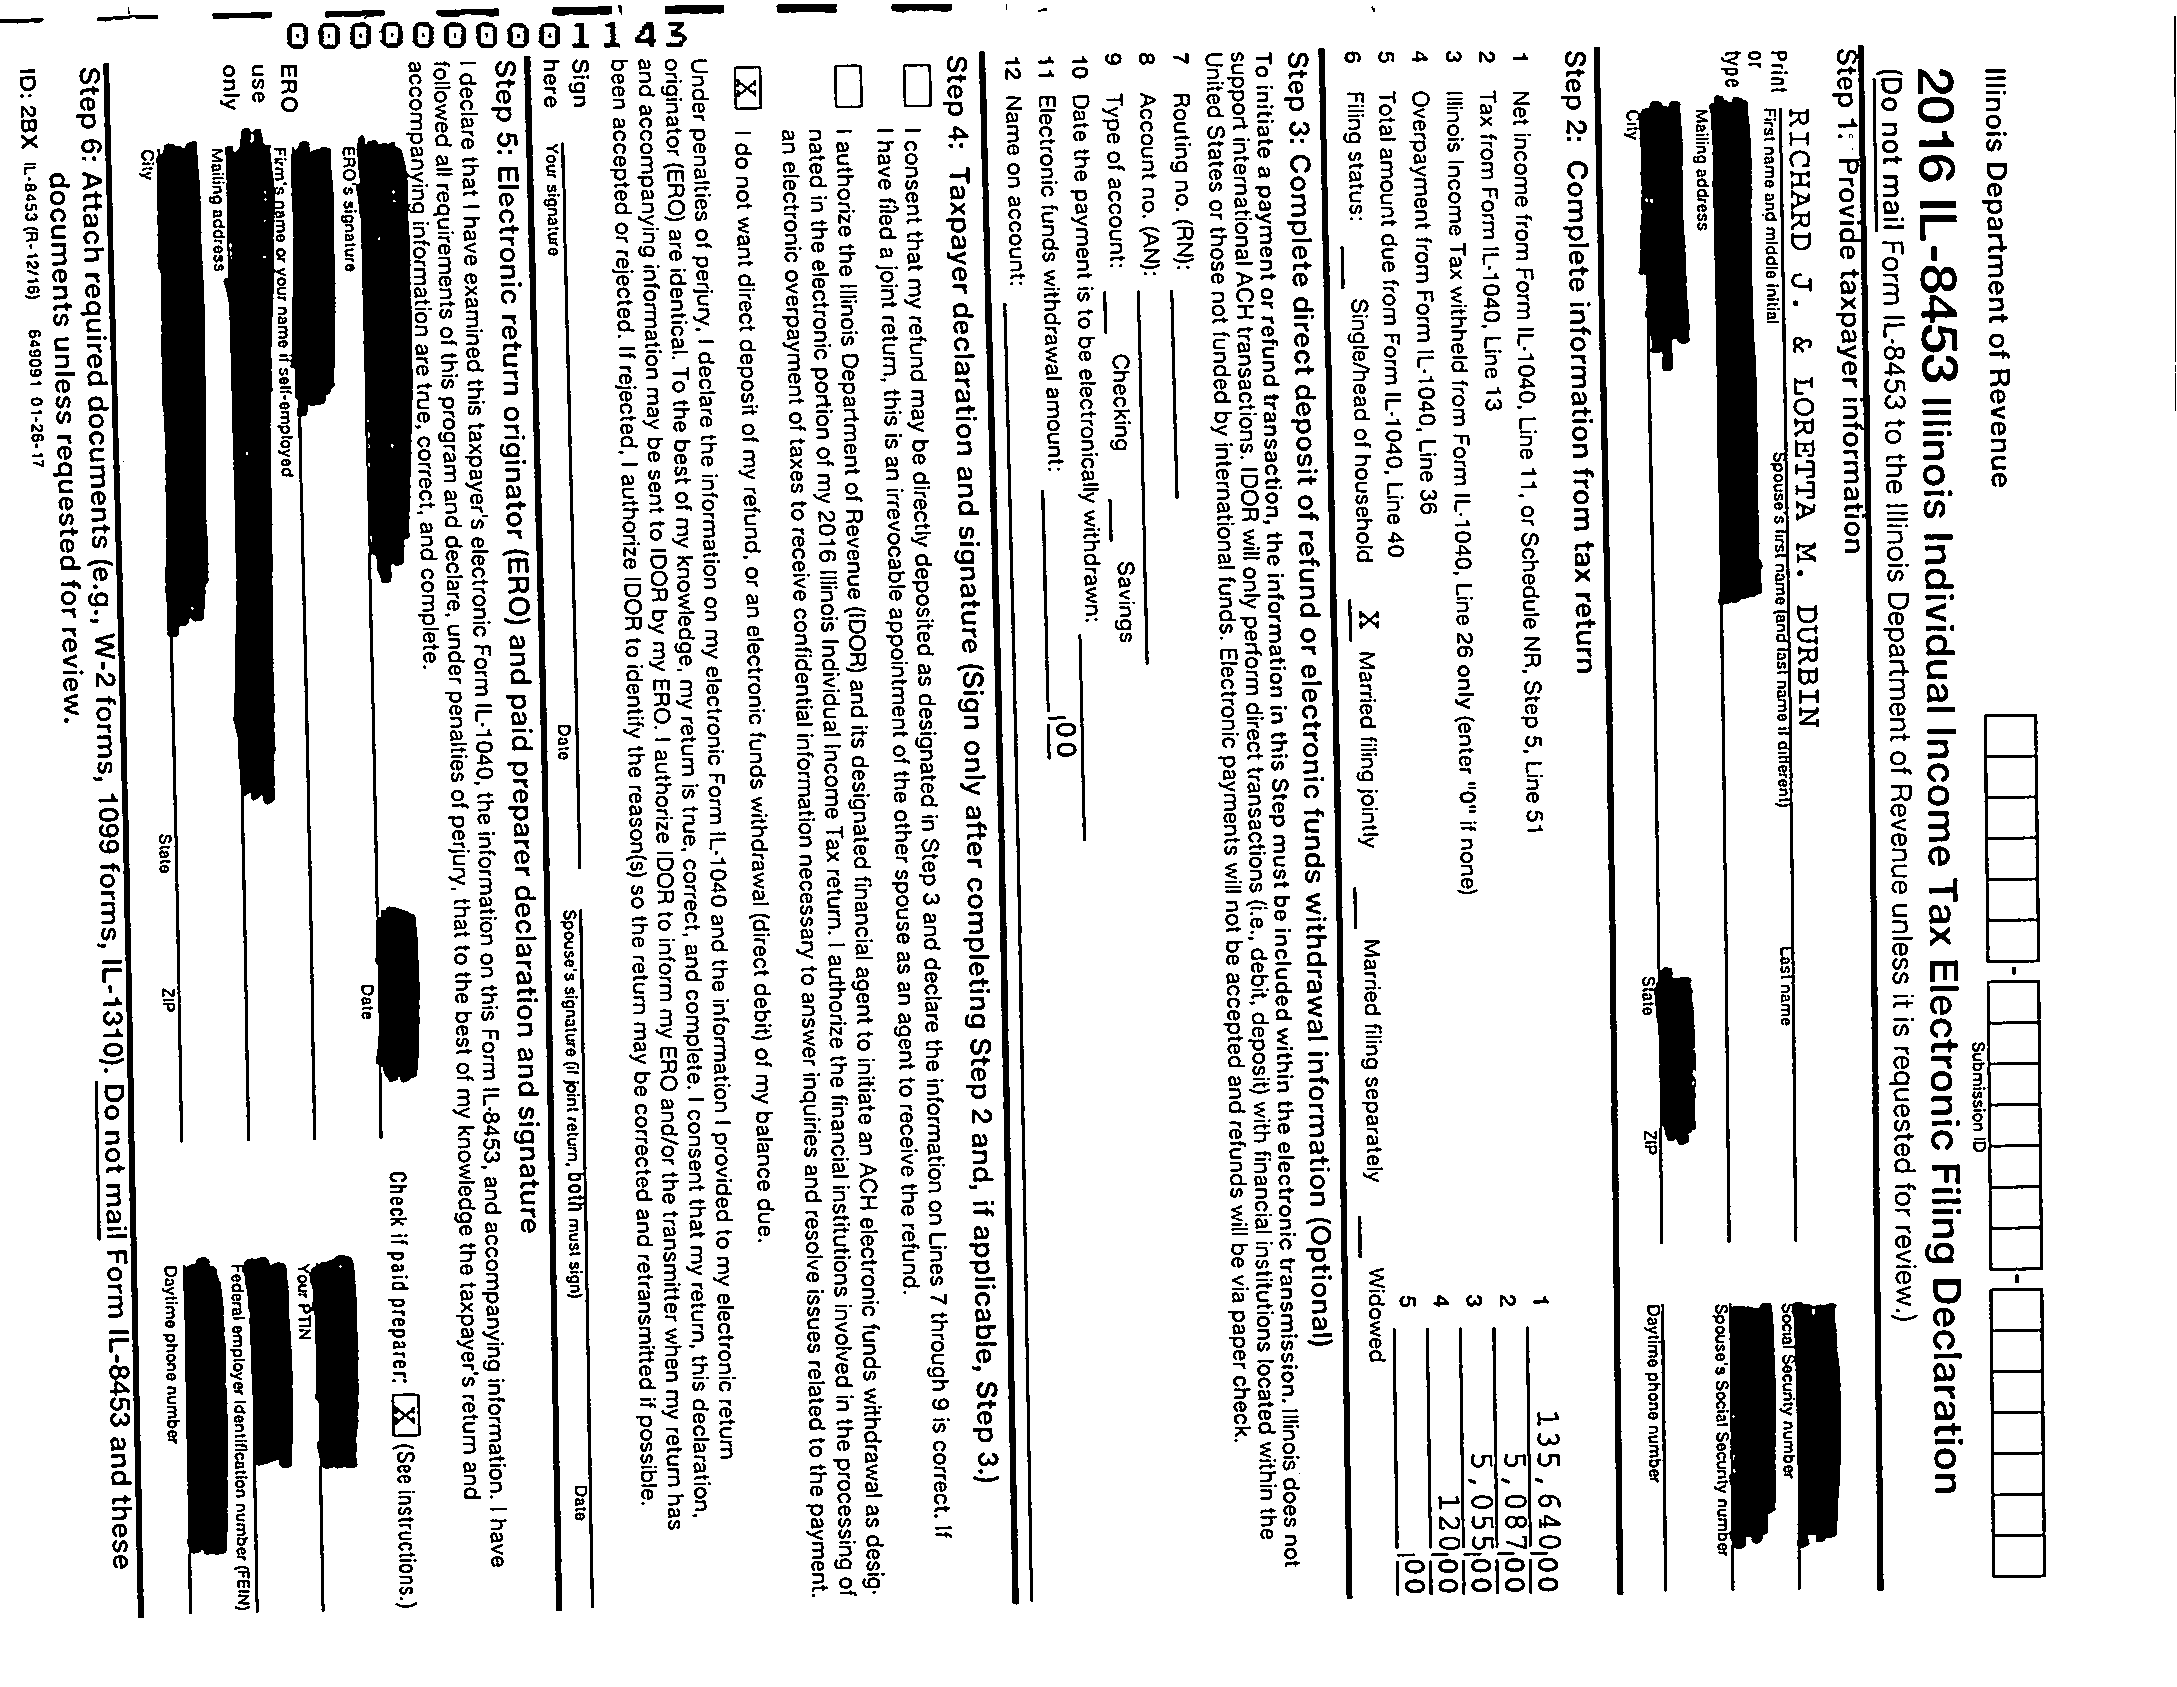 Illinois Department of Revenue
Submission ID
2016 IL-8453 Illinois Individual Income Tax Electronic Filing Declaration
(Do not mail Form IL-8453 to the Illinois Department of Revenue unless it is requested for review.)
Step 1: Provide taxpayer information
RICHARD J. & LORETTA M. DURBIN
Print or type
First name and middle initial Spouse's first name (and last name if different) Last name Social Security number
Mailing address Spouse's Social Security number
City State ZIP Daytime phone number
Step 2: Complete information from tax return
1 Net income from Form IL-1040, Line 11, or Schedule NR, Step 5, Line 51 1 135,640|00
2 Tax from Form IL-1040, Line 13 2 5,087|00
3 Illinois Income Tax withheld from Form IL-1040, Line 26 only (enter "0" if none) 3 5,055|00
4 Overpayment from Form IL-1040, Line 36 4 120|00
5 Total amount due from Form IL-1040, Line 40 5 |00
6 Filing status: Single/head of household X Married filing jointly Married filing separately Widowed
Step 3: Complete direct deposit of refund or electronic funds withdrawal information (Optional)
To initiate a payment or refund transaction, the information in this Step must be included within the electronic transmission. Illinois does not
support international ACH transactions. IDOR will only perform direct transactions (i.e., debit, deposit) with financial institutions located within the
United States or those not funded by international funds. Electronic payments will not be accepted and refunds will be via paper check.
7 Routing no. (RN):
8 Account no. (AN):
9 Type of account: Checking Savings
10 Date the payment is to be electronically withdrawn:
11 Electronic funds withdrawal amount: |00
12 Name on account:
Step 4: Taxpayer declaration and signature (Sign only after completing Step 2 and, if applicable, Step 3.)
I consent that my refund may be directly deposited as designated in Step 3 and declare the information on Lines 7 through 9 is correct. If
I have filed a joint return, this is an irrevocable appointment of the other spouse as an agent to receive the refund.
I authorize the Illinois Department of Revenue (IDOR) and its designated financial agent to initiate an ACH electronic funds withdrawal as desig-
nated in the electronic portion of my 2016 Illinois Individual Income Tax return. I authorize the financial institutions involved in the processing of
an electronic overpayment of taxes to receive confidential information necessary to answer inquiries and resolve issues related to the payment.
X I do not want direct deposit of my refund, or an electronic funds withdrawal (direct debit) of my balance due.
Under penalties of perjury, I declare the information on my electronic Form IL-1040 and the information I provided to my electronic return
originator (ERO) are identical. To the best of my knowledge, my return is true, correct, and complete. I consent that my return, this declaration,
and accompanying information may be sent to IDOR by my ERO. I authorize IDOR to inform my ERO and/or the transmitter when my return has
been accepted or rejected. If rejected, I authorize IDOR to identify the reason(s) so the return may be corrected and retransmitted if possible.
Sign here
Your signature Date Spouse's signature (if joint return, both must sign) Date
Step 5: Electronic return originator (ERO) and paid preparer declaration and signature
I declare that I have examined this taxpayer's electronic Form IL-1040, the information on this Form IL-8453, and accompanying information. I have
followed all requirements of this program and declare, under penalties of perjury, that to the best of my knowledge the taxpayer's return and
accompanying information are true, correct, and complete.
Check if paid preparer: X (See instructions.)
ERO use only
ERO's signature Date
Your PTIN
Firm's name or your name if self-employed
Federal employer identification number (FEIN)
Mailing address
City State ZIP Daytime phone number
Step 6: Attach required documents (e.g., W-2 forms, 1099 forms, IL-1310). Do not mail Form IL-8453 and these
documents unless requested for review.
ID: 2BX IL-8453 (R-12/16) 649091 01-26-17
0000000001143